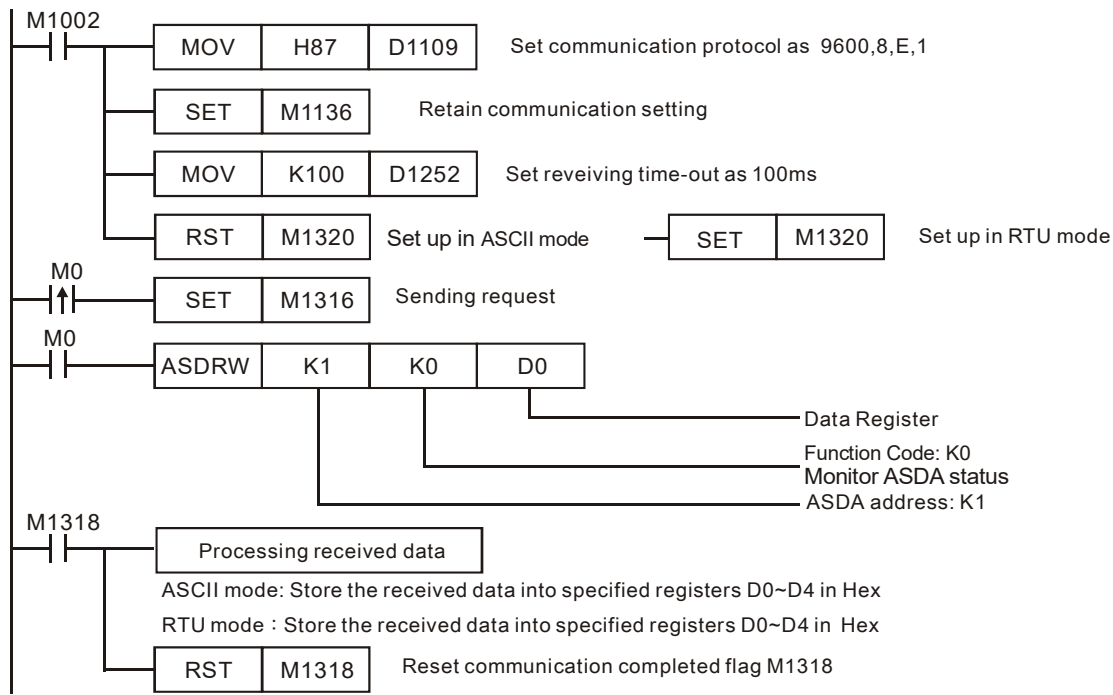 M1002
MOV H87 D1109 Set communication protocol as 9600,8,E,1
SET M1136 Retain communication setting
MOV K100 D1252 Set reveiving time-out as 100ms
RST M1320 Set up in ASCII mode SET M1320 Set up in RTU mode
M0
SET M1316 Sending request
M0
ASDRW K1 K0 D0
Data Register
Function Code: K0
Monitor ASDA status
ASDA address: K1
M1318
Processing received data
ASCII mode: Store the received data into specified registers D0~D4 in Hex
RTU mode：Store the received data into specified registers D0~D4 in Hex
RST M1318 Reset communication completed flag M1318